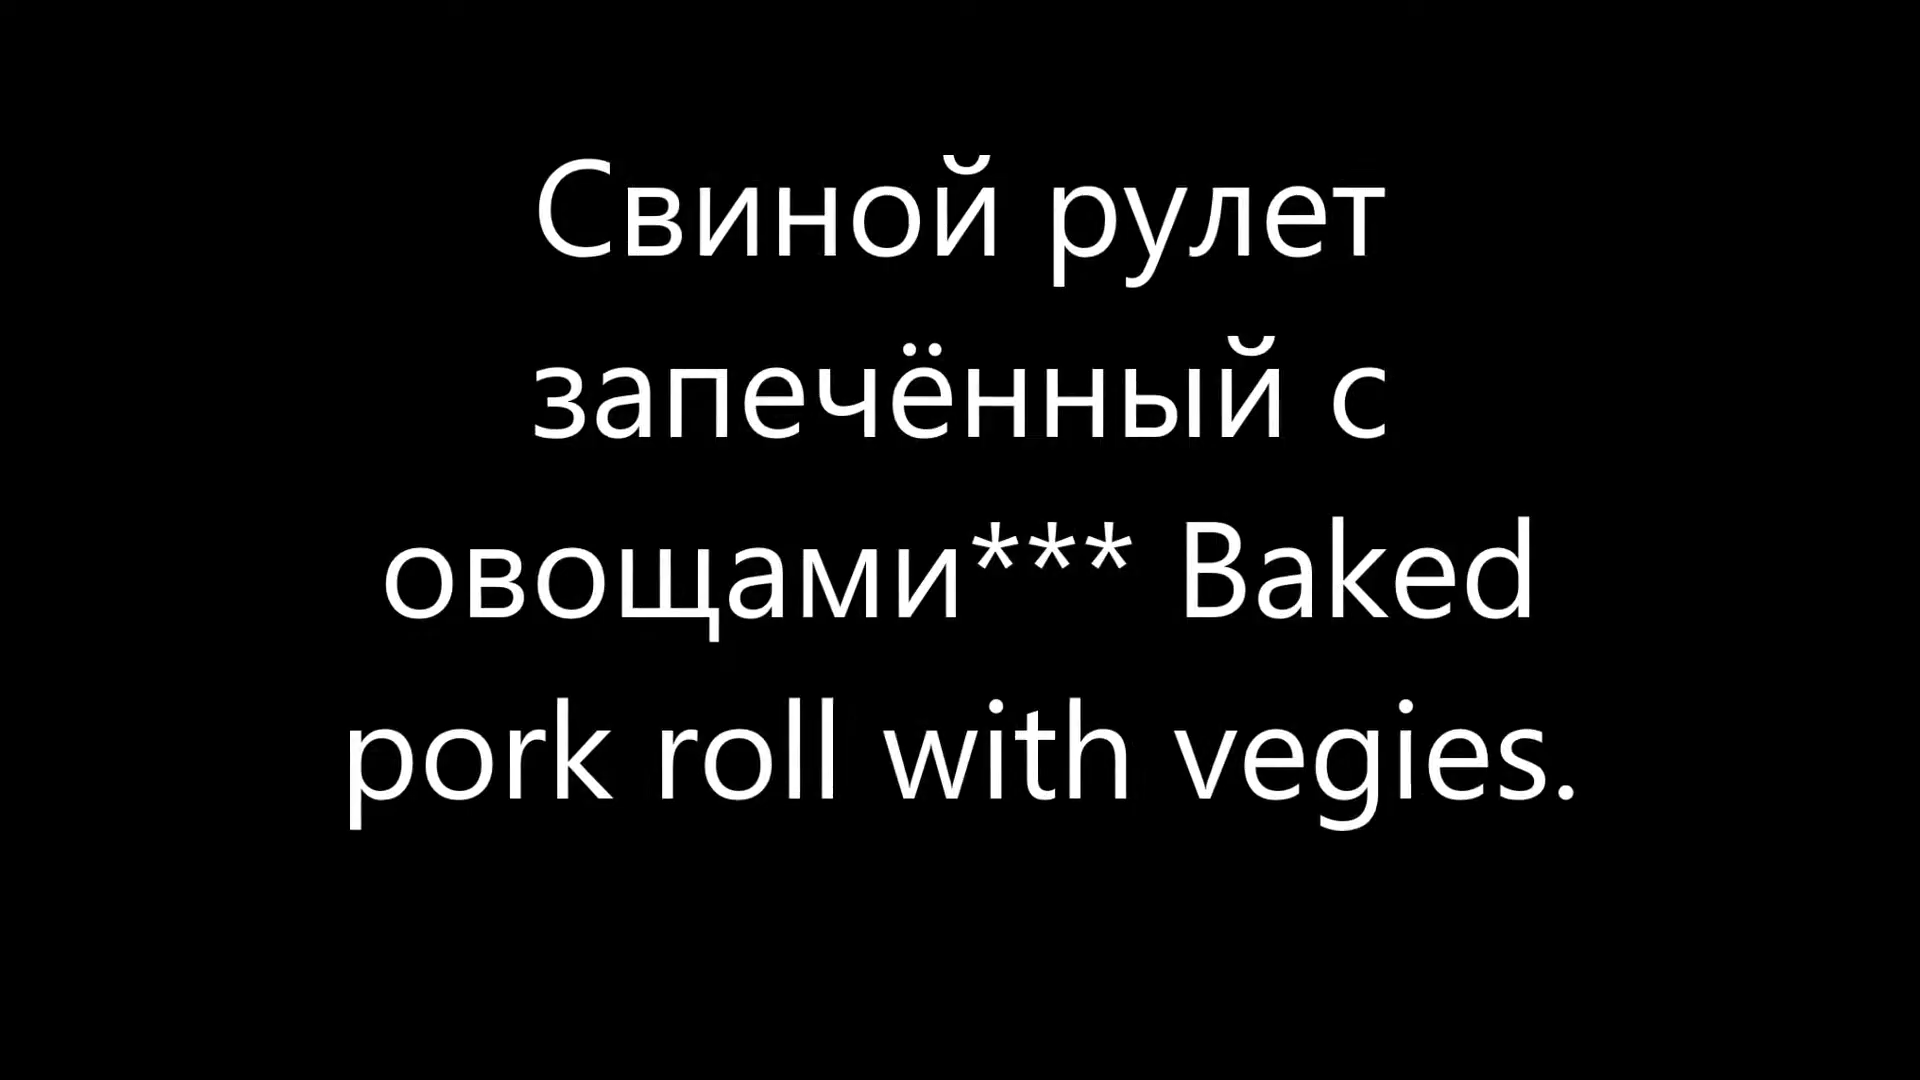 Свиной рулет
запечённый с
овощами*** Baked
pork roll with vegies.